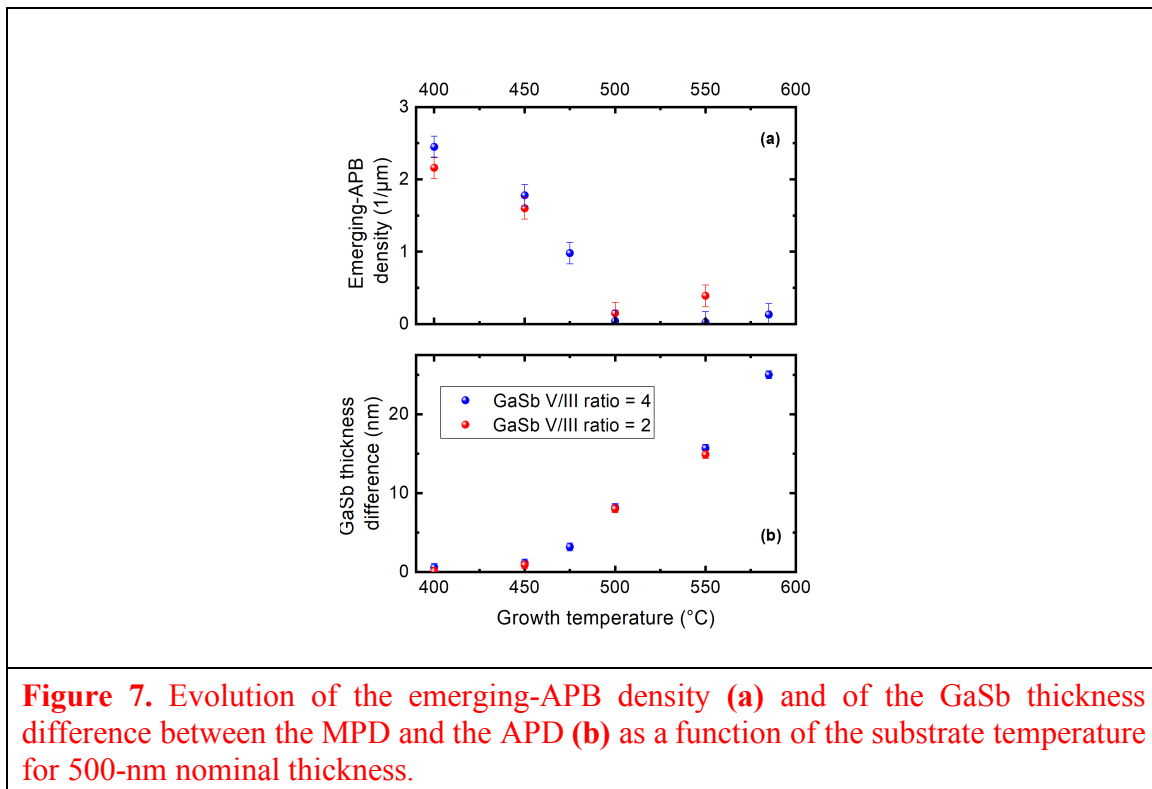 400 450 500 550 600
3
2
1
0
Emerging-APB
density (1/µm)
(a)
20
10
0
GaSb thickness
difference (nm)
GaSb V/III ratio = 4
GaSb V/III ratio = 2
(b)
400 450 500 550 600
Growth temperature (°C)
Figure 7. Evolution of the emerging-APB density (a) and of the GaSb thickness
difference between the MPD and the APD (b) as a function of the substrate temperature
for 500-nm nominal thickness.